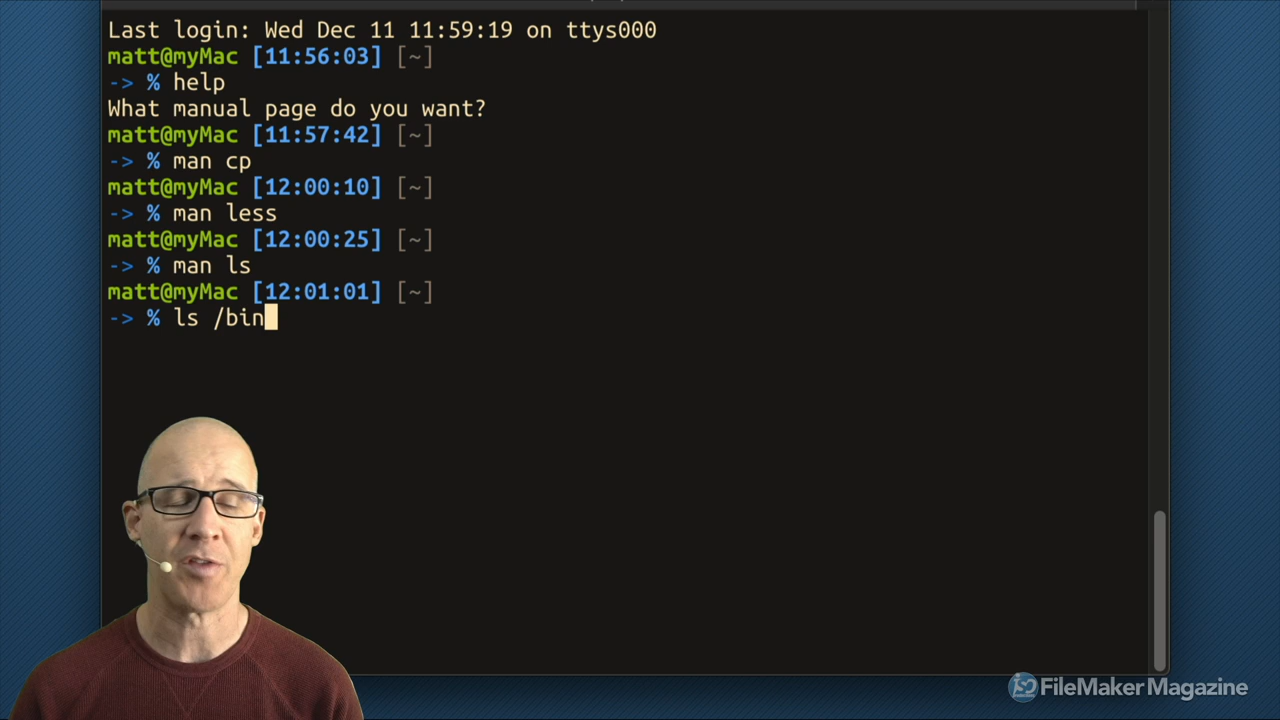 Last login: Wed Dec 11 11:59:19 on ttys000
matt@myMac [11:56:03] [~]
-> % help
What manual page do you want?
matt@myMac [11:57:42] [~]
-> % man cp
matt@myMac [12:00:10] [~]
-> % man less
matt@myMac [12:00:25] [~]
-> % man ls
matt@myMac [12:01:01] [~]
-> % ls /bin
FileMaker Magazine